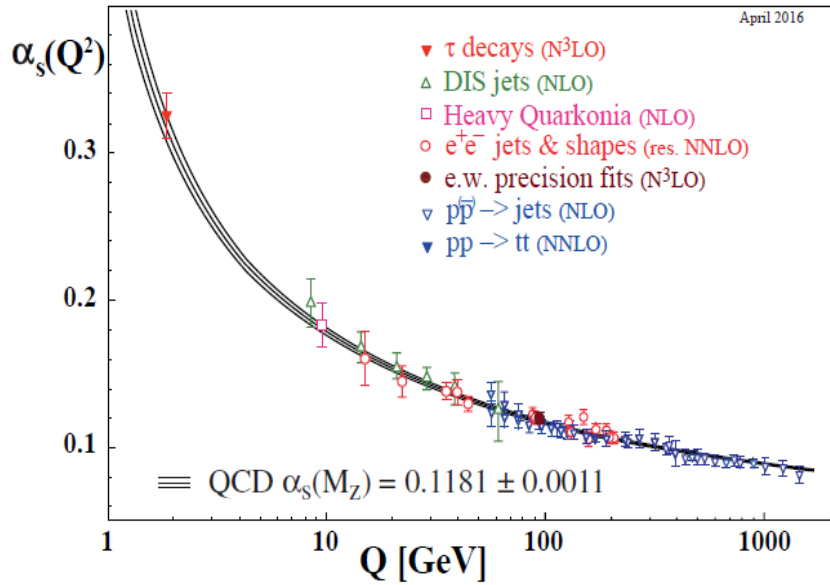 April 2016
αs(Q²)
τ decays (N³LO)
DIS jets (NLO)
Heavy Quarkonia (NLO)
e⁺e⁻ jets & shapes (res. NNLO)
e.w. precision fits (N³LO)
pp̅ –> jets (NLO)
pp –> tt (NNLO)
0.3
0.2
0.1
QCD αs(Mz) = 0.1181 ± 0.0011
1 10 100 1000
Q [GeV]